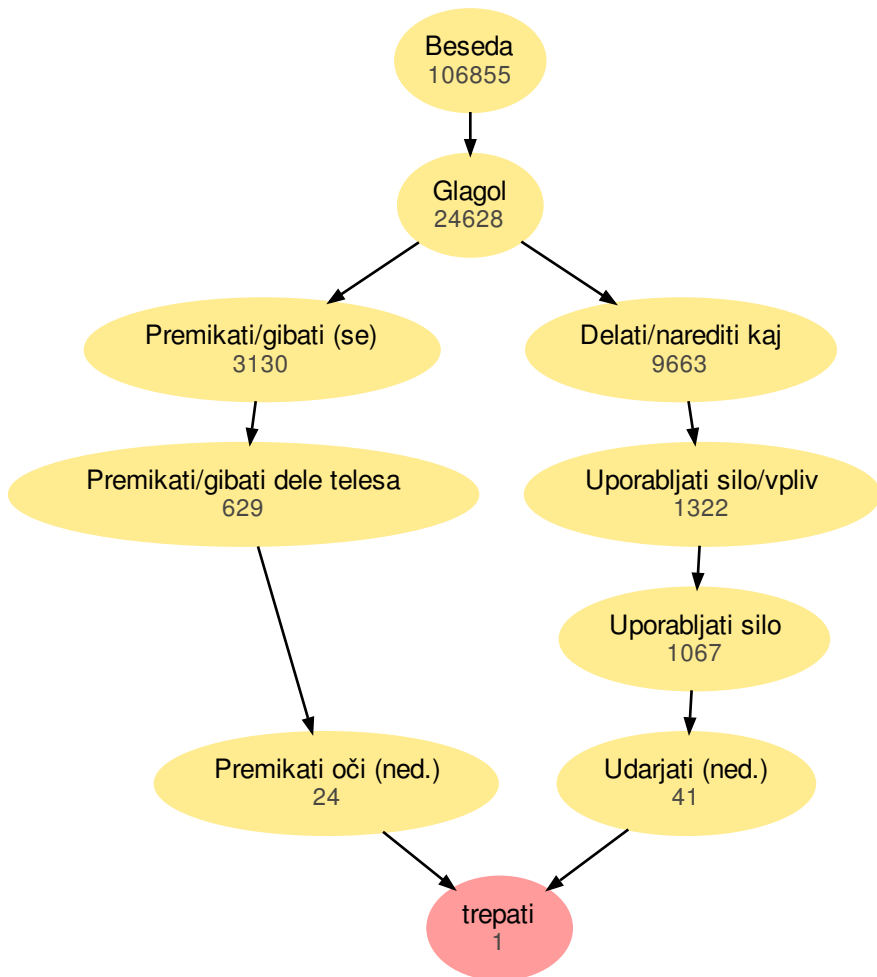 Beseda
106855
Glagol
24628
Premikati/gibati (se)
3130
Delati/narediti kaj
9663
Premikati/gibati dele telesa
629
Uporabljati silo/vpliv
1322
Uporabljati silo
1067
Premikati oči (ned.)
24
Udarjati (ned.)
41
trepati
1